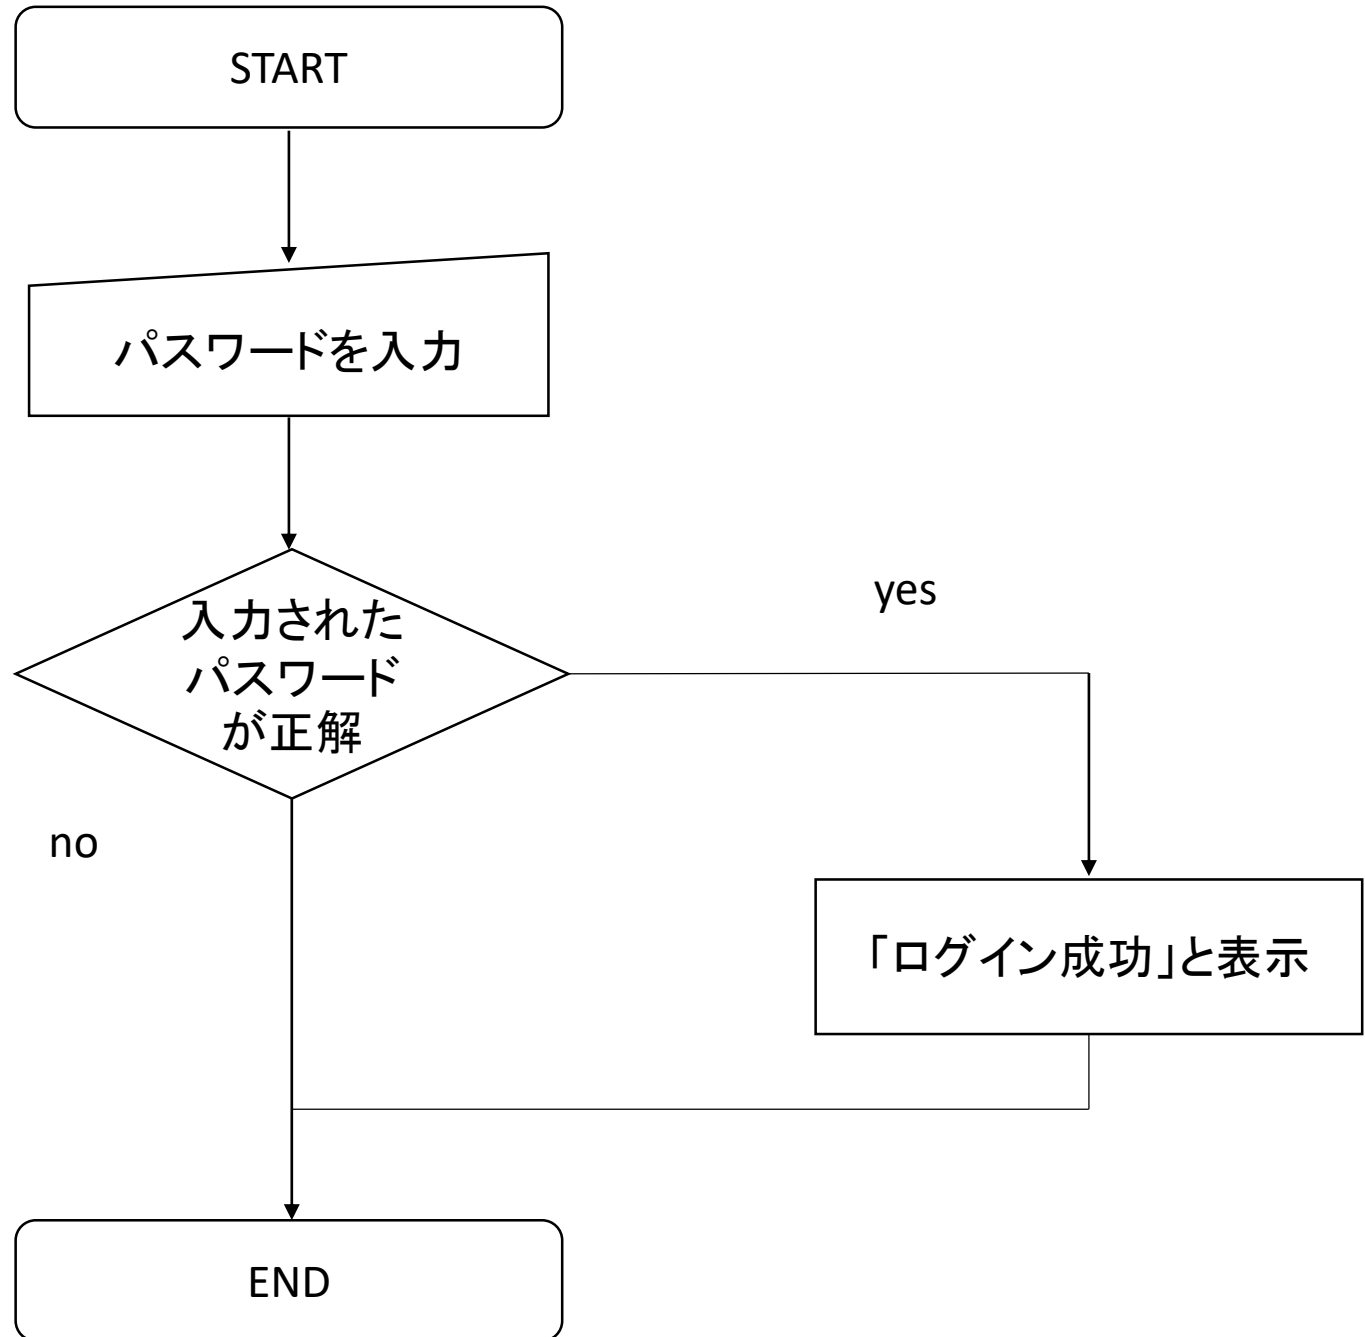 START
パスワードを入力
入力された
パスワード
が正解
yes
no
「ログイン成功」と表示
END